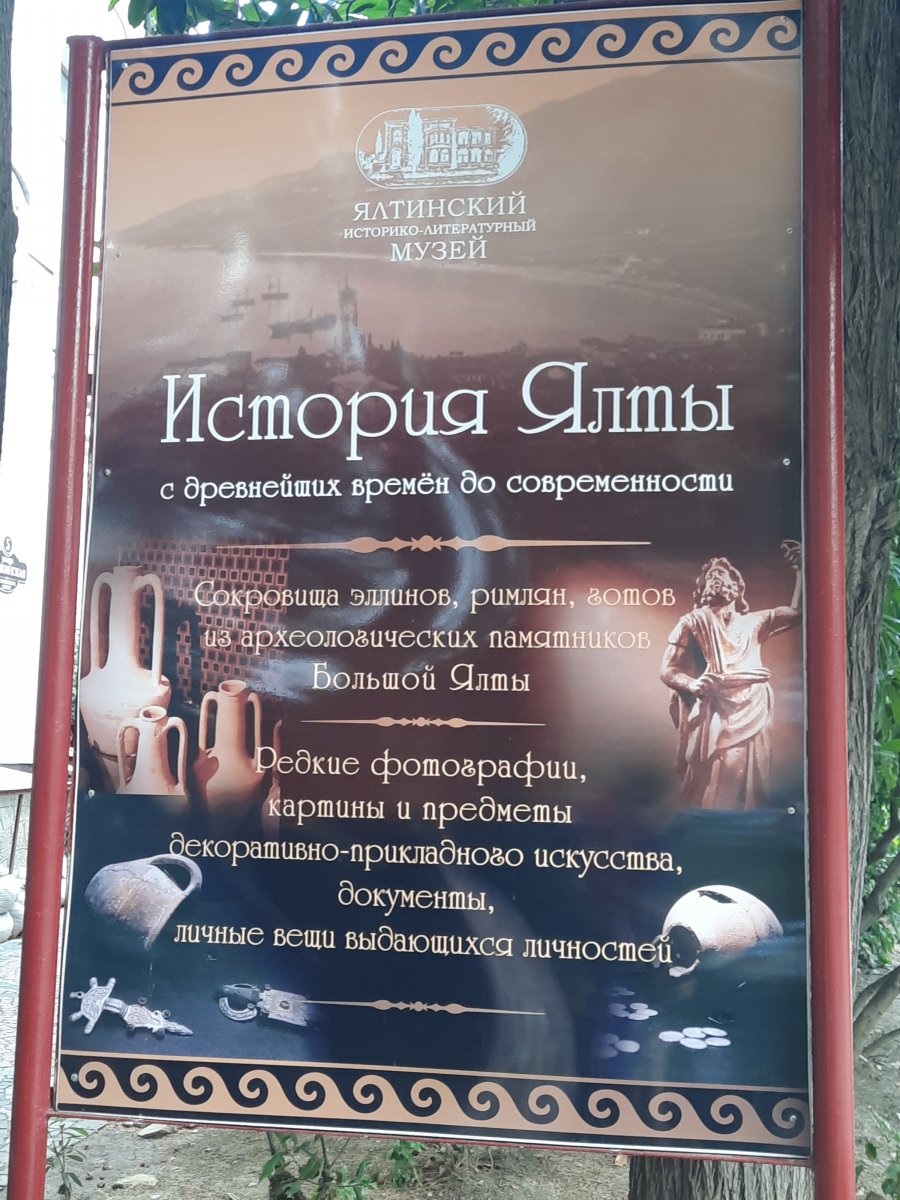 ЯЛТИНСКИЙ
ИСТОРИКО-ЛИТЕРАТУРНЫЙ
МУЗЕЙ
История Ялты
с древнейших времён до современности
Сокровища эллинов, римлян, готов
из археологических памятников
Большой Ялты
Редкие фотографии,
картины и предметы
декоративно-прикладного искусства,
документы,
личные вещи выдающихся личностей